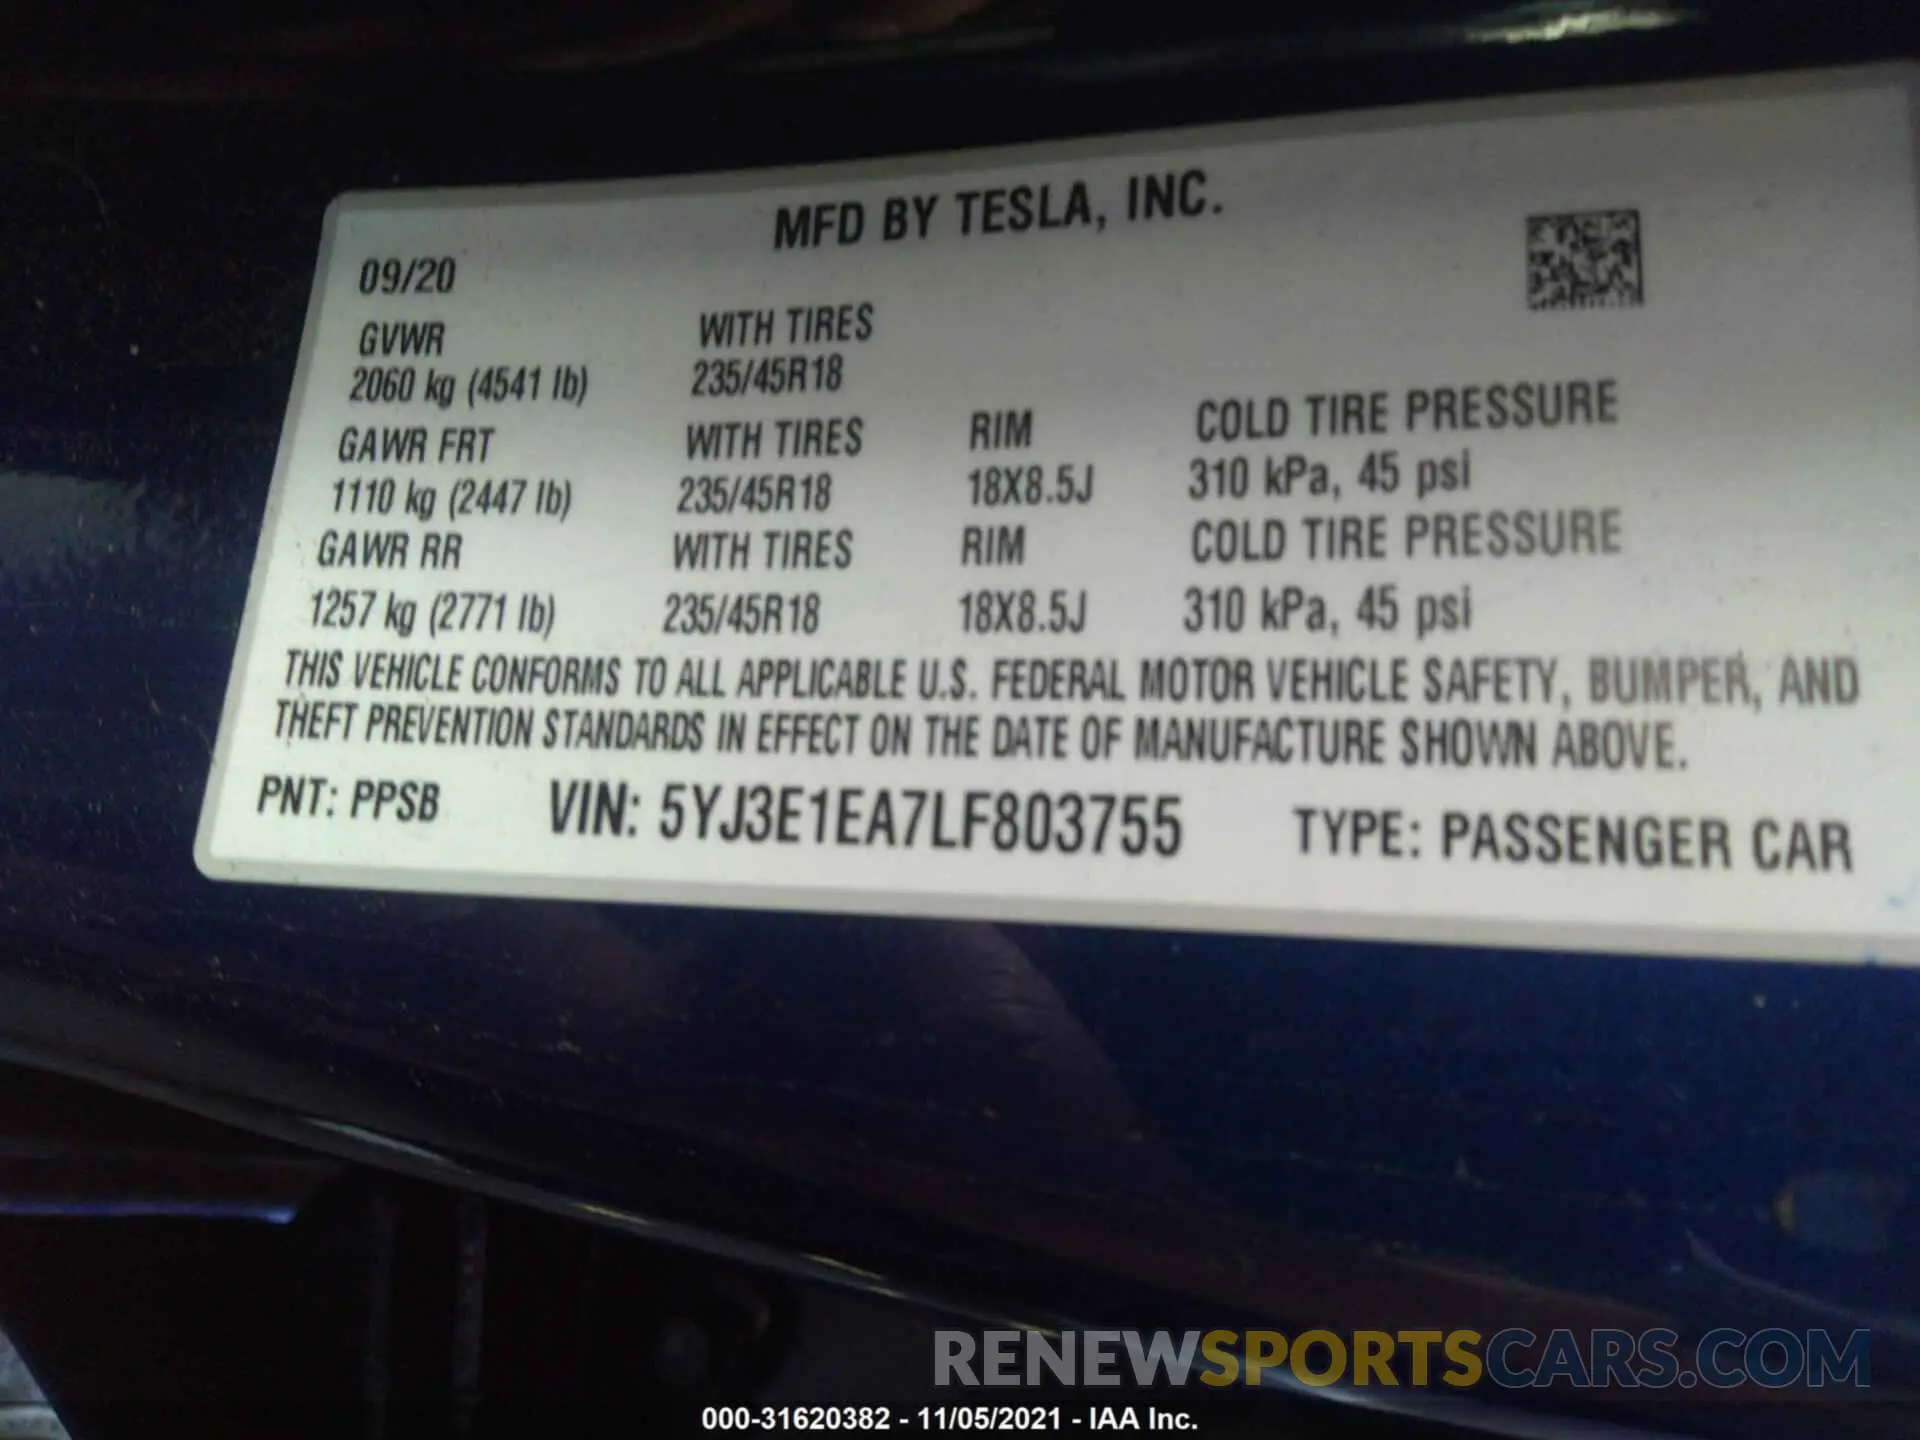 MFD BY TESLA, INC.
09/20
GVWR WITH TIRES
2060 kg (4541 lb) 235/45R18
GAWR FRT WITH TIRES RIM COLD TIRE PRESSURE
1110 kg (2447 lb) 235/45R18 18X8.5J 310 kPa, 45 psi
GAWR RR WITH TIRES RIM COLD TIRE PRESSURE
1257 kg (2771 lb) 235/45R18 18X8.5J 310 kPa, 45 psi
THIS VEHICLE CONFORMS TO ALL APPLICABLE U.S. FEDERAL MOTOR VEHICLE SAFETY, BUMPER, AND
THEFT PREVENTION STANDARDS IN EFFECT ON THE DATE OF MANUFACTURE SHOWN ABOVE.
PNT: PPSB VIN: 5YJ3E1EA7LF803755 TYPE: PASSENGER CAR
RENEWSPORTSCARS.COM
000-31620382 - 11/05/2021 - IAA Inc.